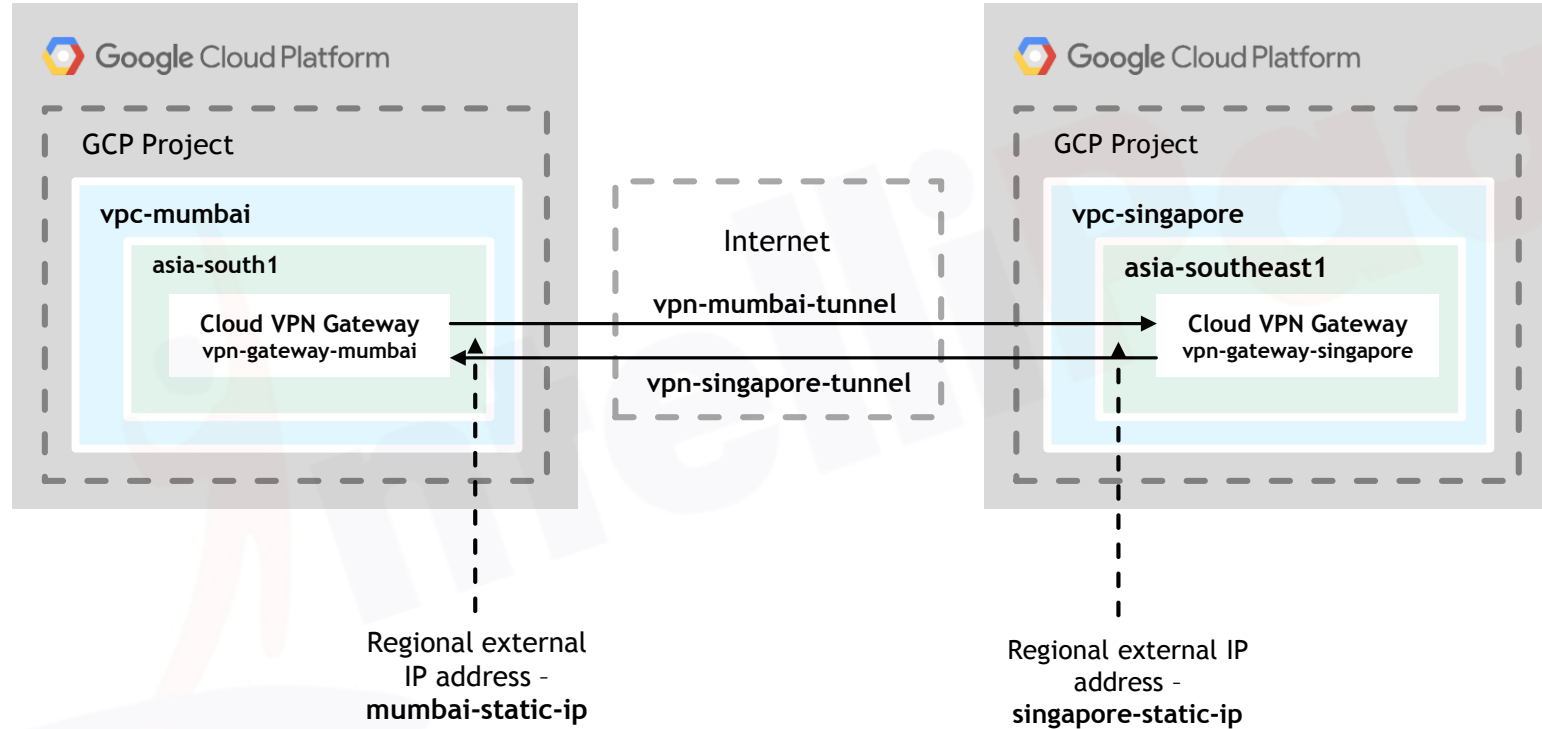 Google Cloud Platform
GCP Project
vpc-mumbai
asia-south1
Cloud VPN Gateway
vpn-gateway-mumbai
Internet
vpn-mumbai-tunnel
vpn-singapore-tunnel
Google Cloud Platform
GCP Project
vpc-singapore
asia-southeast1
Cloud VPN Gateway
vpn-gateway-singapore
Regional external
IP address –
mumbai-static-ip
Regional external IP
address –
singapore-static-ip